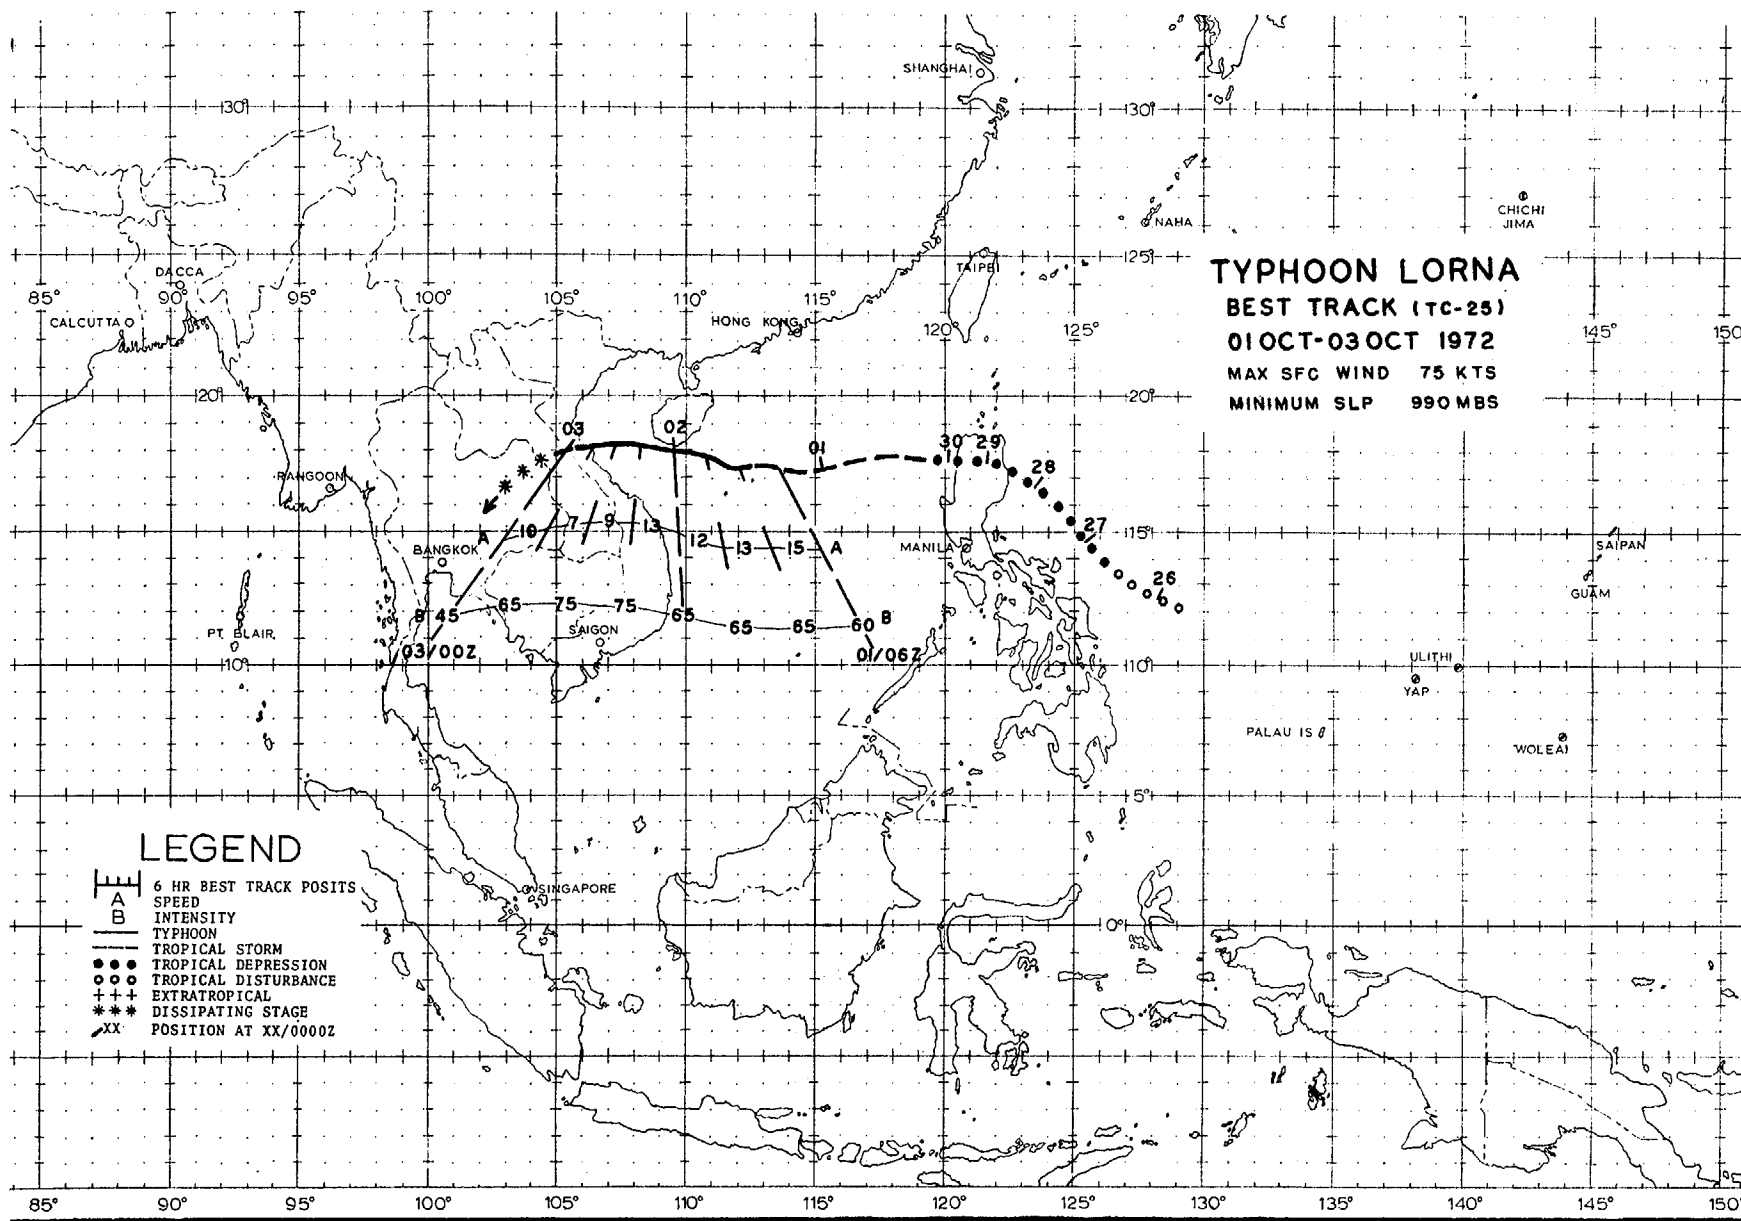 SHANGHAI
30°
30°
NAHA
CHICHI
JIMA
25°
TAIPEI
TYPHOON LORNA
BEST TRACK (TC-25)
01 OCT-03 OCT 1972
MAX SFC WIND 75 KTS
MINIMUM SLP 990 MBS
DACCA
85° 90° 95° 100° 105° 110° 115° 120° 125° 145° 150°
CALCUTTA
HONG KONG
20°
20°
03 02 01 30 29 28 27 26
RANGOON
A 10 7 9 13 12 13 15 A
15°
BANGKOK
MANILA
SAIPAN
GUAM
B 45 65 75 75 65 65 65 60 B
PT. BLAIR
SAIGON
03/00Z
01/06Z
10°
10°
ULITHI
YAP
PALAU IS
WOLEAI
5°
SINGAPORE
0°
LEGEND
6 HR BEST TRACK POSITS
A SPEED
B INTENSITY
TYPHOON
TROPICAL STORM
TROPICAL DEPRESSION
TROPICAL DISTURBANCE
+++ EXTRATROPICAL
*** DISSIPATING STAGE
XX POSITION AT XX/0000Z
85° 90° 95° 100° 105° 110° 115° 120° 125° 130° 135° 140° 145° 150°